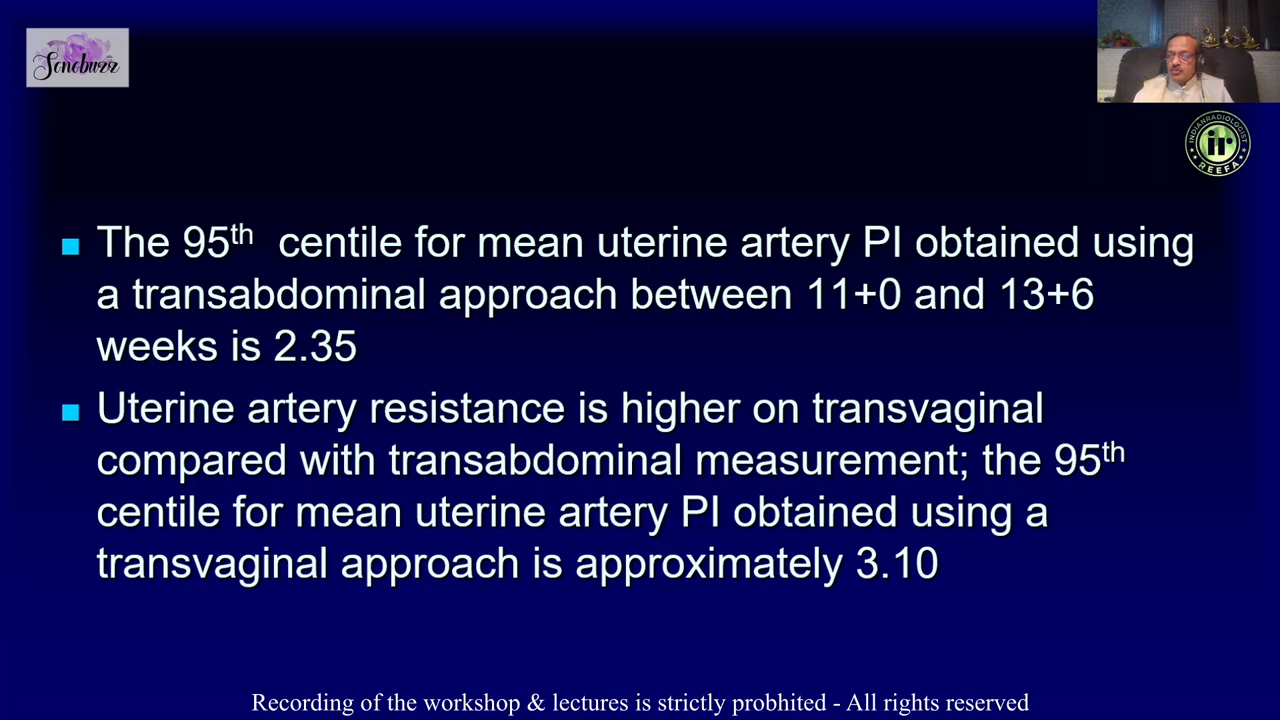 Sonobuzz
INDIANRADIOLOGIST
ir
REEFA
The 95th centile for mean uterine artery PI obtained using
a transabdominal approach between 11+0 and 13+6
weeks is 2.35
Uterine artery resistance is higher on transvaginal
compared with transabdominal measurement; the 95th
centile for mean uterine artery PI obtained using a
transvaginal approach is approximately 3.10
Recording of the workshop & lectures is strictly probhited - All rights reserved